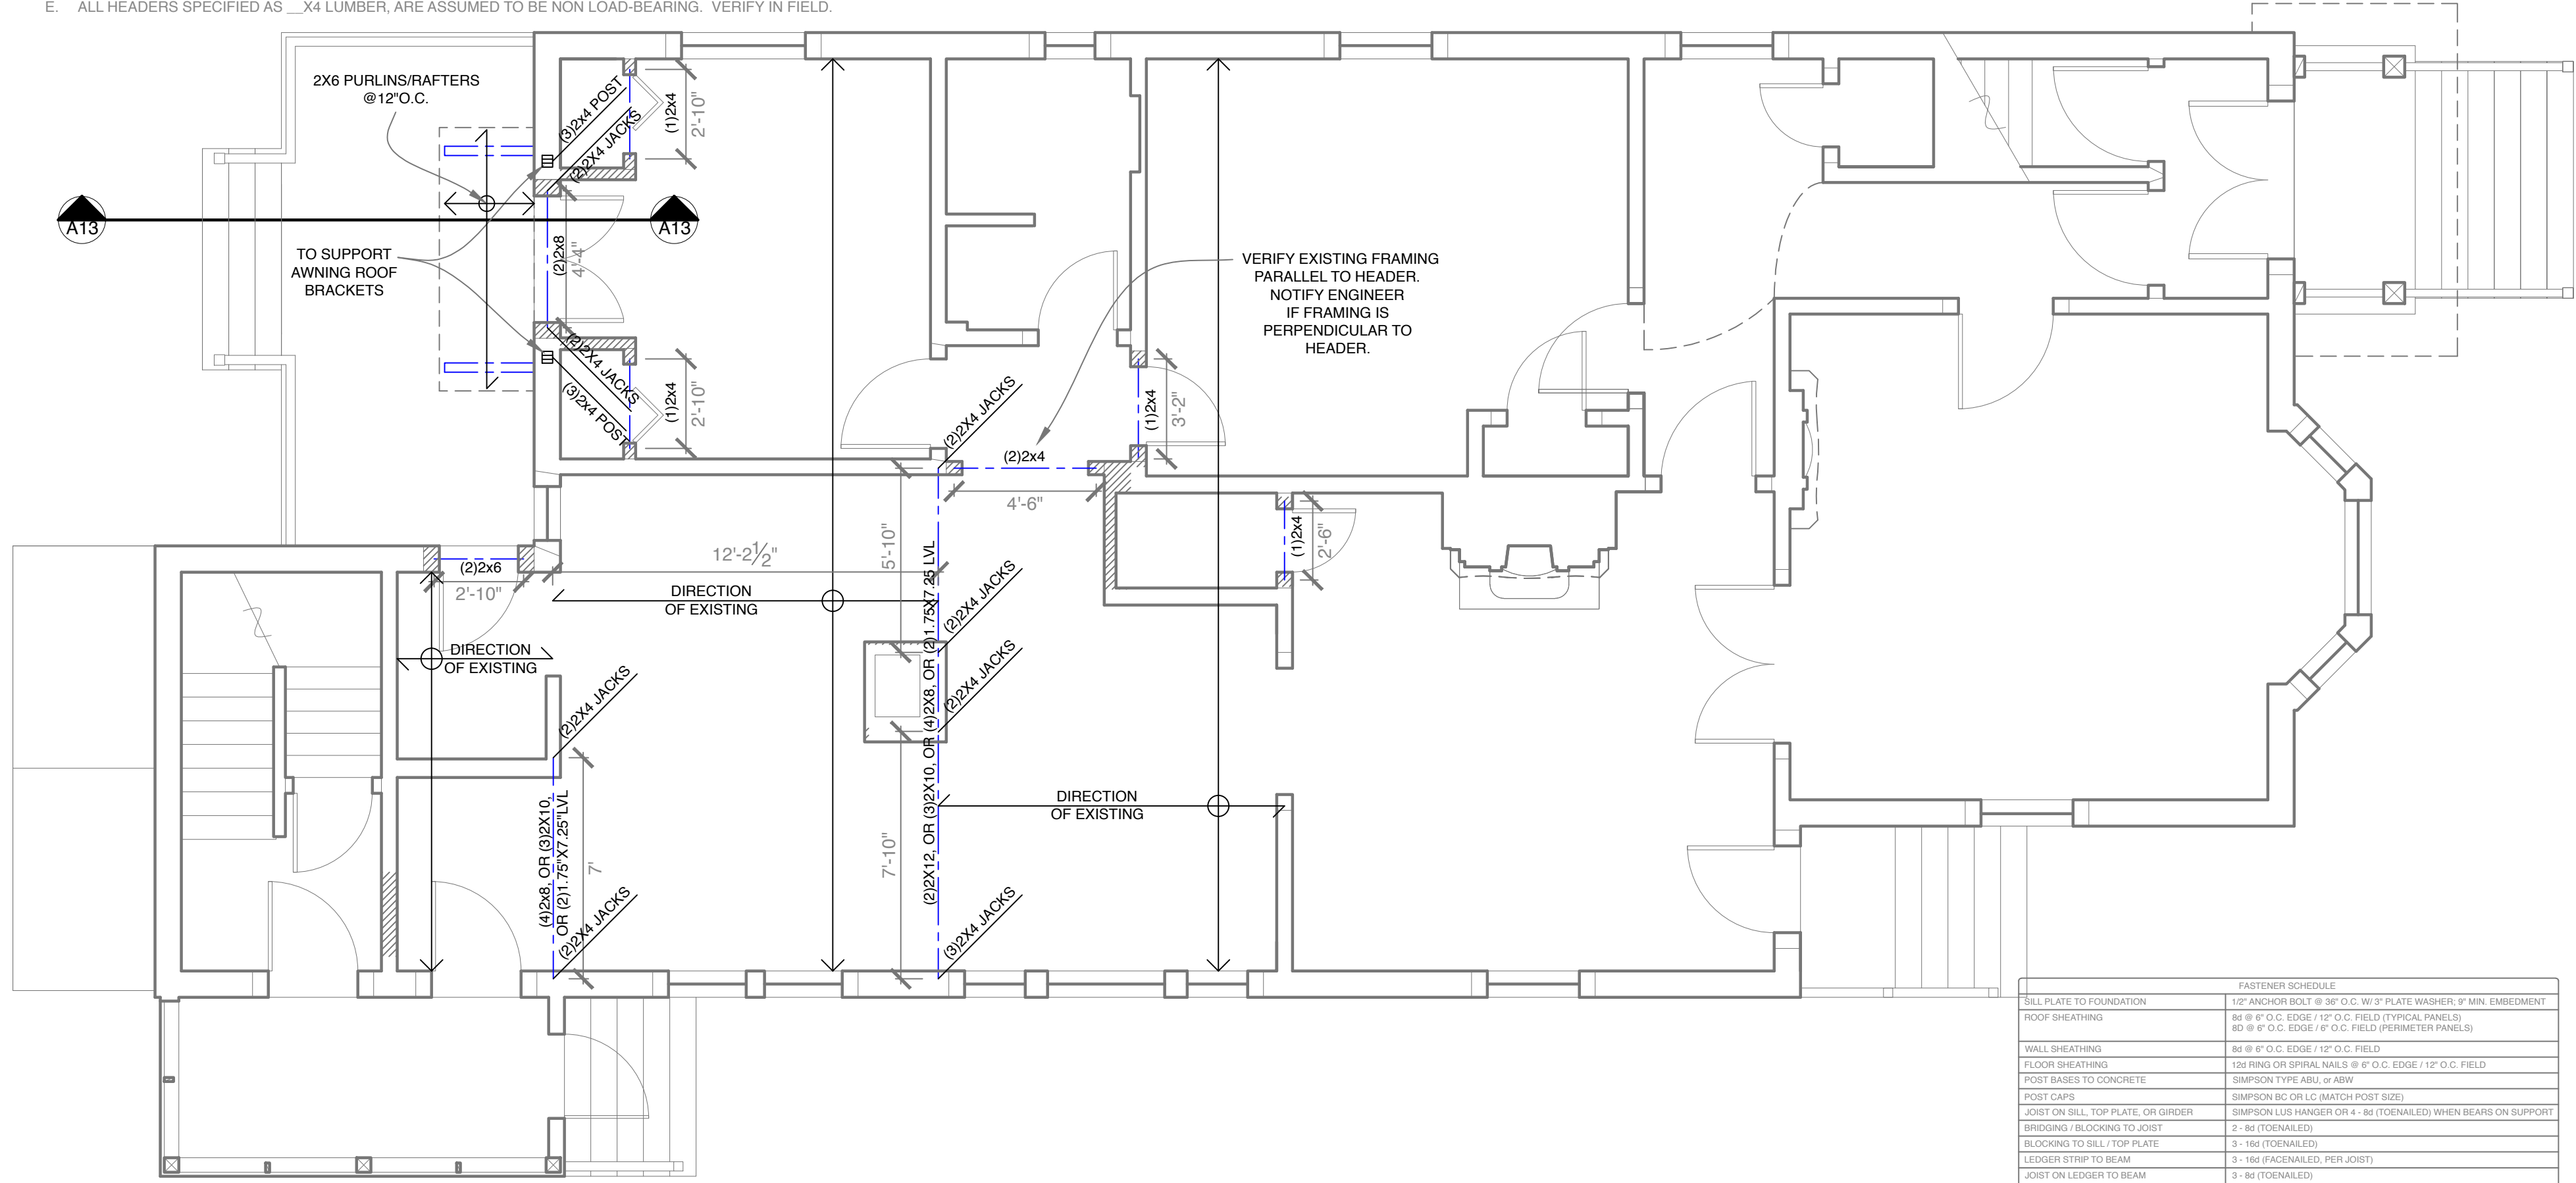 E. ALL HEADERS SPECIFIED AS __X4 LUMBER, ARE ASSUMED TO BE NON LOAD-BEARING. VERIFY IN FIELD.
2X6 PURLINS/RAFTERS
@12"O.C.
(3)2x4 POST
(2)2X4 JACKS
(1)2x4
2'-10"
A13
A13
(2)2x8
4'-4"
TO SUPPORT
AWNING ROOF
BRACKETS
(2)2X4 JACKS
(3)2x4 POST
(1)2x4
2'-10"
VERIFY EXISTING FRAMING
PARALLEL TO HEADER.
NOTIFY ENGINEER
IF FRAMING IS
PERPENDICULAR TO
HEADER.
(2)2X4 JACKS
(2)2x4
4'-6"
(1)2x4
3'-2"
(1)2x4
2'-6"
12'-2½"
5'-10"
(2)2x6
2'-10"
DIRECTION
OF EXISTING
DIRECTION
OF EXISTING
(2)2X4 JACKS
(2)2X4 JACKS
(2)2X12, OR (3)2X10, OR (4)2X8, OR (2)1.75X7.25 LVL
(2)2X4 JACKS
(4)2x8, OR (3)2X10,
OR (2)1.75"X7.25"LVL
7'
(2)2X4 JACKS
7'-10"
(3)2X4 JACKS
DIRECTION
OF EXISTING
FASTENER SCHEDULE
SILL PLATE TO FOUNDATION 1/2" ANCHOR BOLT @ 36" O.C. W/ 3" PLATE WASHER; 9" MIN. EMBEDMENT
ROOF SHEATHING 8d @ 6" O.C. EDGE / 12" O.C. FIELD (TYPICAL PANELS)
8D @ 6" O.C. EDGE / 6" O.C. FIELD (PERIMETER PANELS)
WALL SHEATHING 8d @ 6" O.C. EDGE / 12" O.C. FIELD
FLOOR SHEATHING 12d RING OR SPIRAL NAILS @ 6" O.C. EDGE / 12" O.C. FIELD
POST BASES TO CONCRETE SIMPSON TYPE ABU, or ABW
POST CAPS SIMPSON BC OR LC (MATCH POST SIZE)
JOIST ON SILL, TOP PLATE, OR GIRDER SIMPSON LUS HANGER OR 4 - 8d (TOENAILED) WHEN BEARS ON SUPPORT
BRIDGING / BLOCKING TO JOIST 2 - 8d (TOENAILED)
BLOCKING TO SILL / TOP PLATE 3 - 16d (TOENAILED)
LEDGER STRIP TO BEAM 3 - 16d (FACENAILED, PER JOIST)
JOIST ON LEDGER TO BEAM 3 - 8d (TOENAILED)